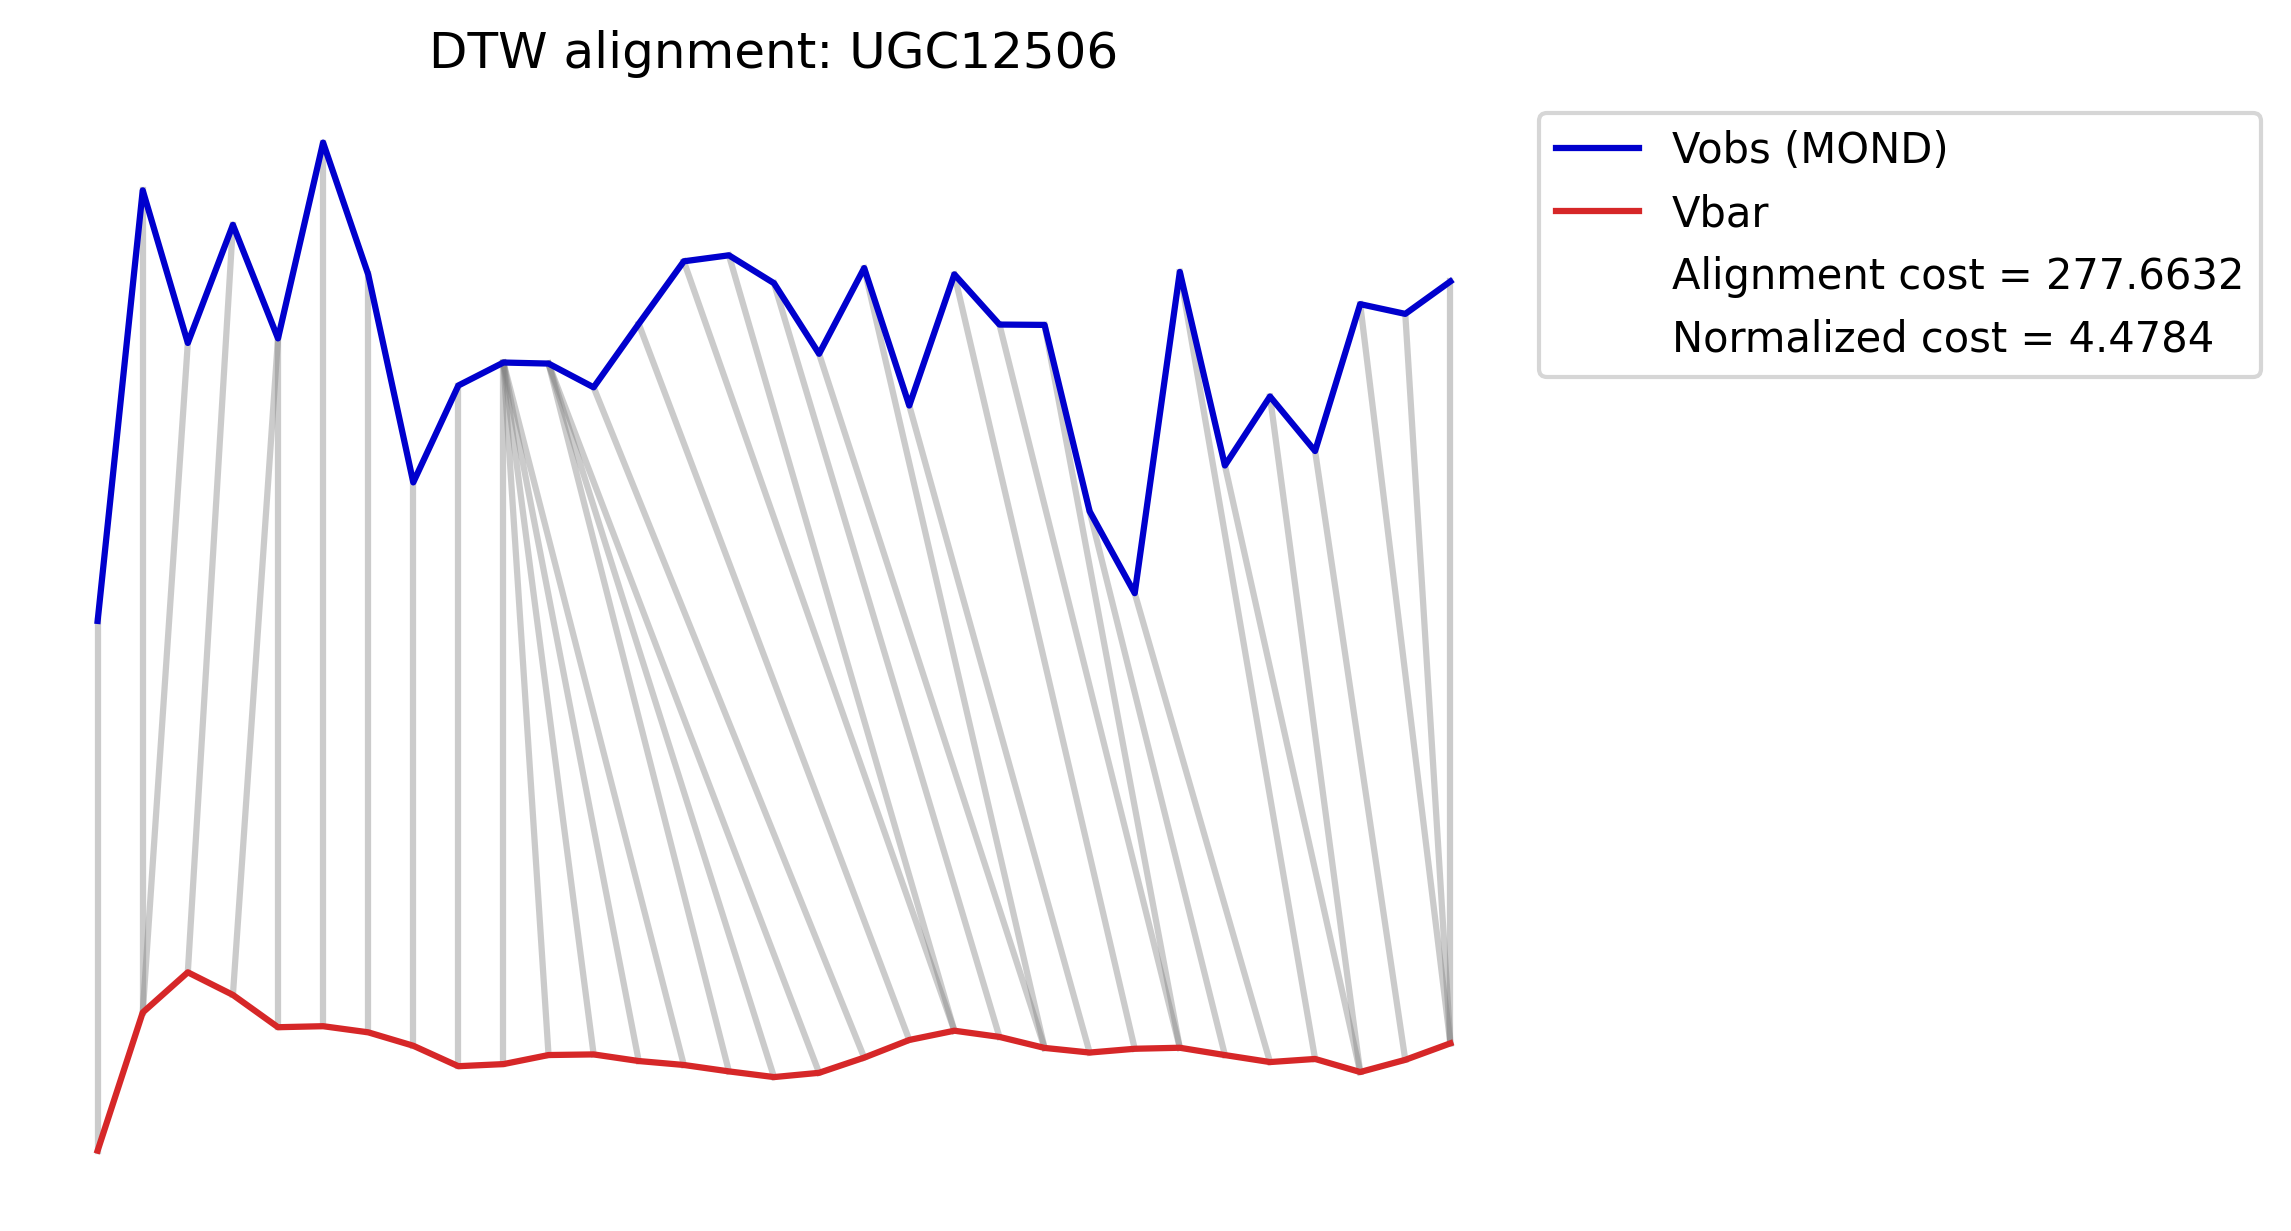 DTW alignment: UGC12506
Vobs (MOND)
Vbar
Alignment cost = 277.6632
Normalized cost = 4.4784